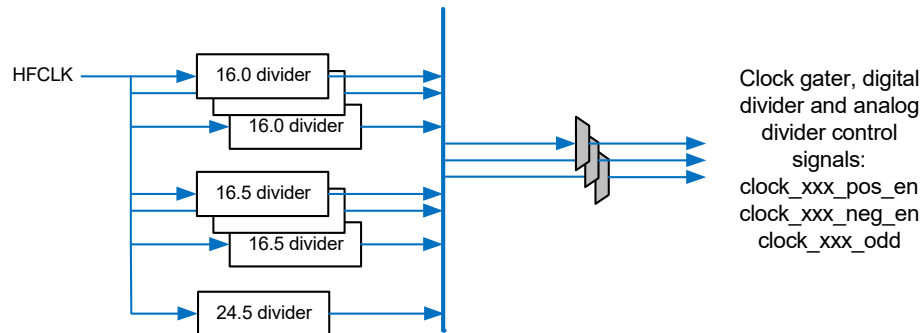 HFCLK
16.0 divider
16.0 divider
16.5 divider
16.5 divider
24.5 divider
Clock gater, digital
divider and analog
divider control
signals:
clock_xxx_pos_en
clock_xxx_neg_en
clock_xxx_odd